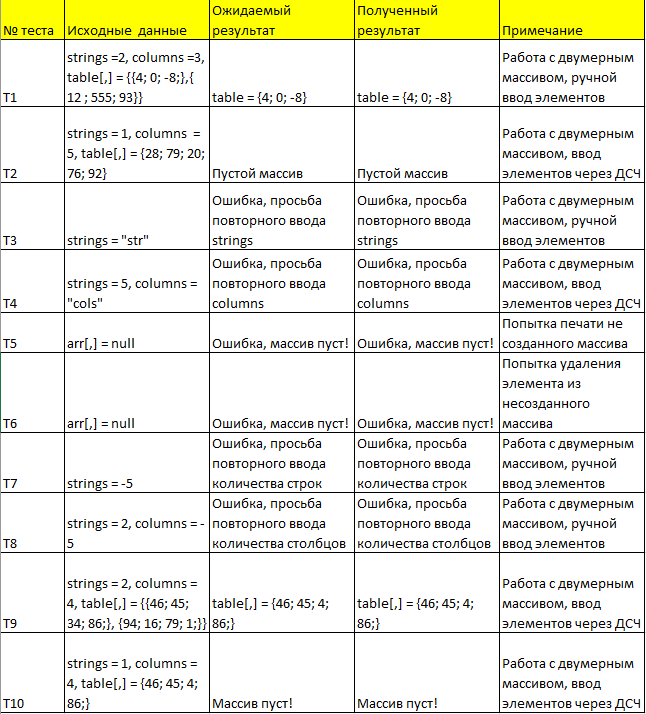 № теста Исходные данные Ожидаемый результат Полученный результат Примечание
T1 strings =2, columns =3, table[,] = {{4; 0; -8;},{ 12 ; 555; 93}} table = {4; 0; -8} table = {4; 0; -8} Работа с двумерным массивом, ручной ввод элементов
T2 strings = 1, columns = 5, table[,] = {28; 79; 20; 76; 92} Пустой массив Пустой массив Работа с двумерным массивом, ввод элементов через ДСЧ
T3 strings = "str" Ошибка, просьба повторного ввода strings Ошибка, просьба повторного ввода strings Работа с двумерным массивом, ручной ввод элементов
T4 strings = 5, columns = "cols" Ошибка, просьба повторного ввода columns Ошибка, просьба повторного ввода columns Работа с двумерным массивом, ввод элементов через ДСЧ
T5 arr[,] = null Ошибка, массив пуст! Ошибка, массив пуст! Попытка печати не созданного массива
T6 arr[,] = null Ошибка, массив пуст! Ошибка, массив пуст! Попытка удаления элемента из несозданного массива
T7 strings = -5 Ошибка, просьба повторного ввода количества строк Ошибка, просьба повторного ввода количества строк Работа с двумерным массивом, ручной ввод элементов
T8 strings = 2, columns = -5 Ошибка, просьба повторного ввода количества столбцов Ошибка, просьба повторного ввода количества столбцов Работа с двумерным массивом, ручной ввод элементов
T9 strings = 2, columns = 4, table[,] = {{46; 45; 34; 86;}, {94; 16; 79; 1;}} table[,] = {46; 45; 4; 86;} table[,] = {46; 45; 4; 86;} Работа с двумерным массивом, ввод элементов через ДСЧ
T10 strings = 1, columns = 4, table[,] = {46; 45; 4; 86;} Массив пуст! Массив пуст! Работа с двумерным массивом, ввод элементов через ДСЧ